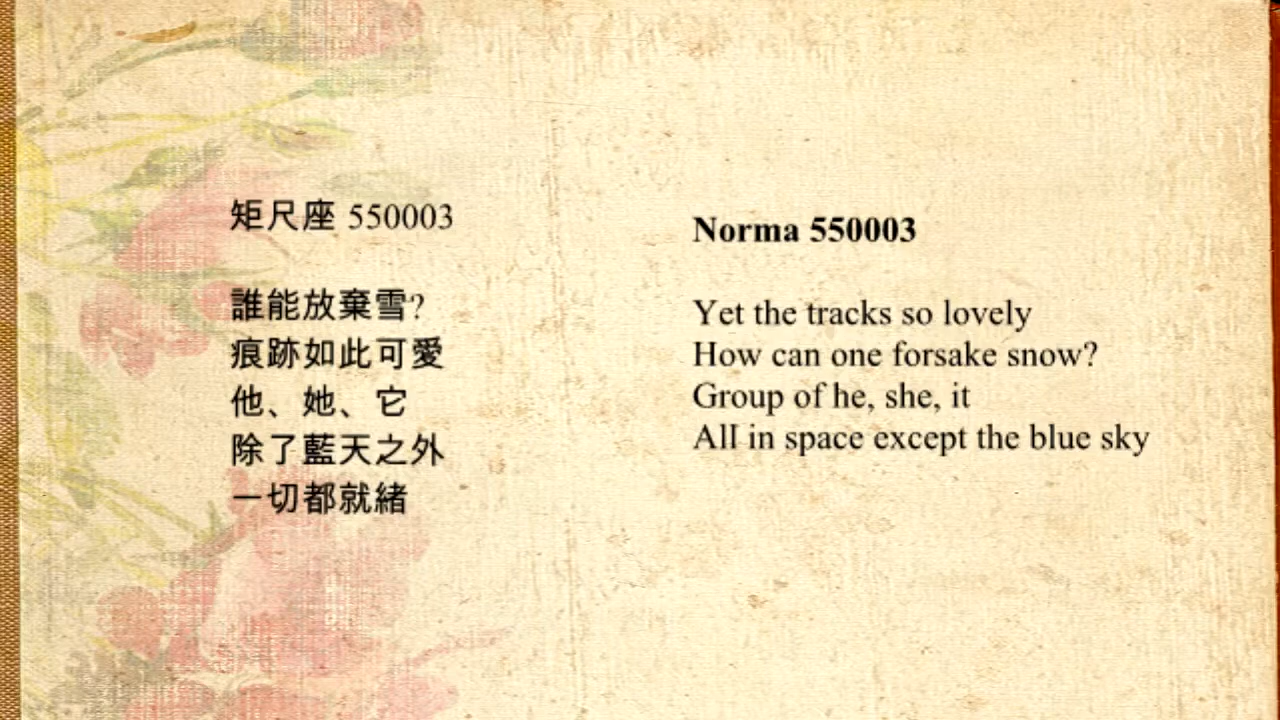 矩尺座 550003
誰能放棄雪?
痕跡如此可愛
他、她、它
除了藍天之外
一切都就緒
Norma 550003
Yet the tracks so lovely
How can one forsake snow?
Group of he, she, it
All in space except the blue sky